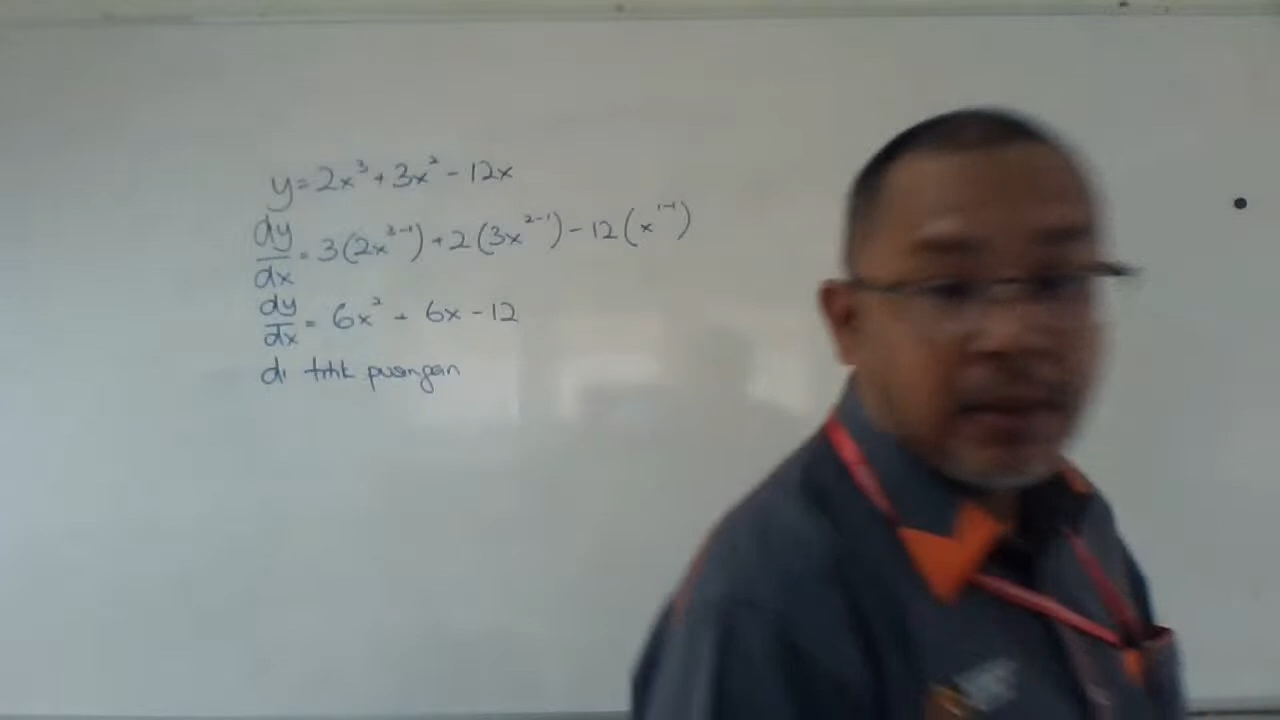 y = 2x³ + 3x² - 12x
dy/dx = 3(2x³⁻¹) + 2(3x²⁻¹) - 12(x¹⁻¹)
dy/dx = 6x² + 6x - 12
di titik pusingan